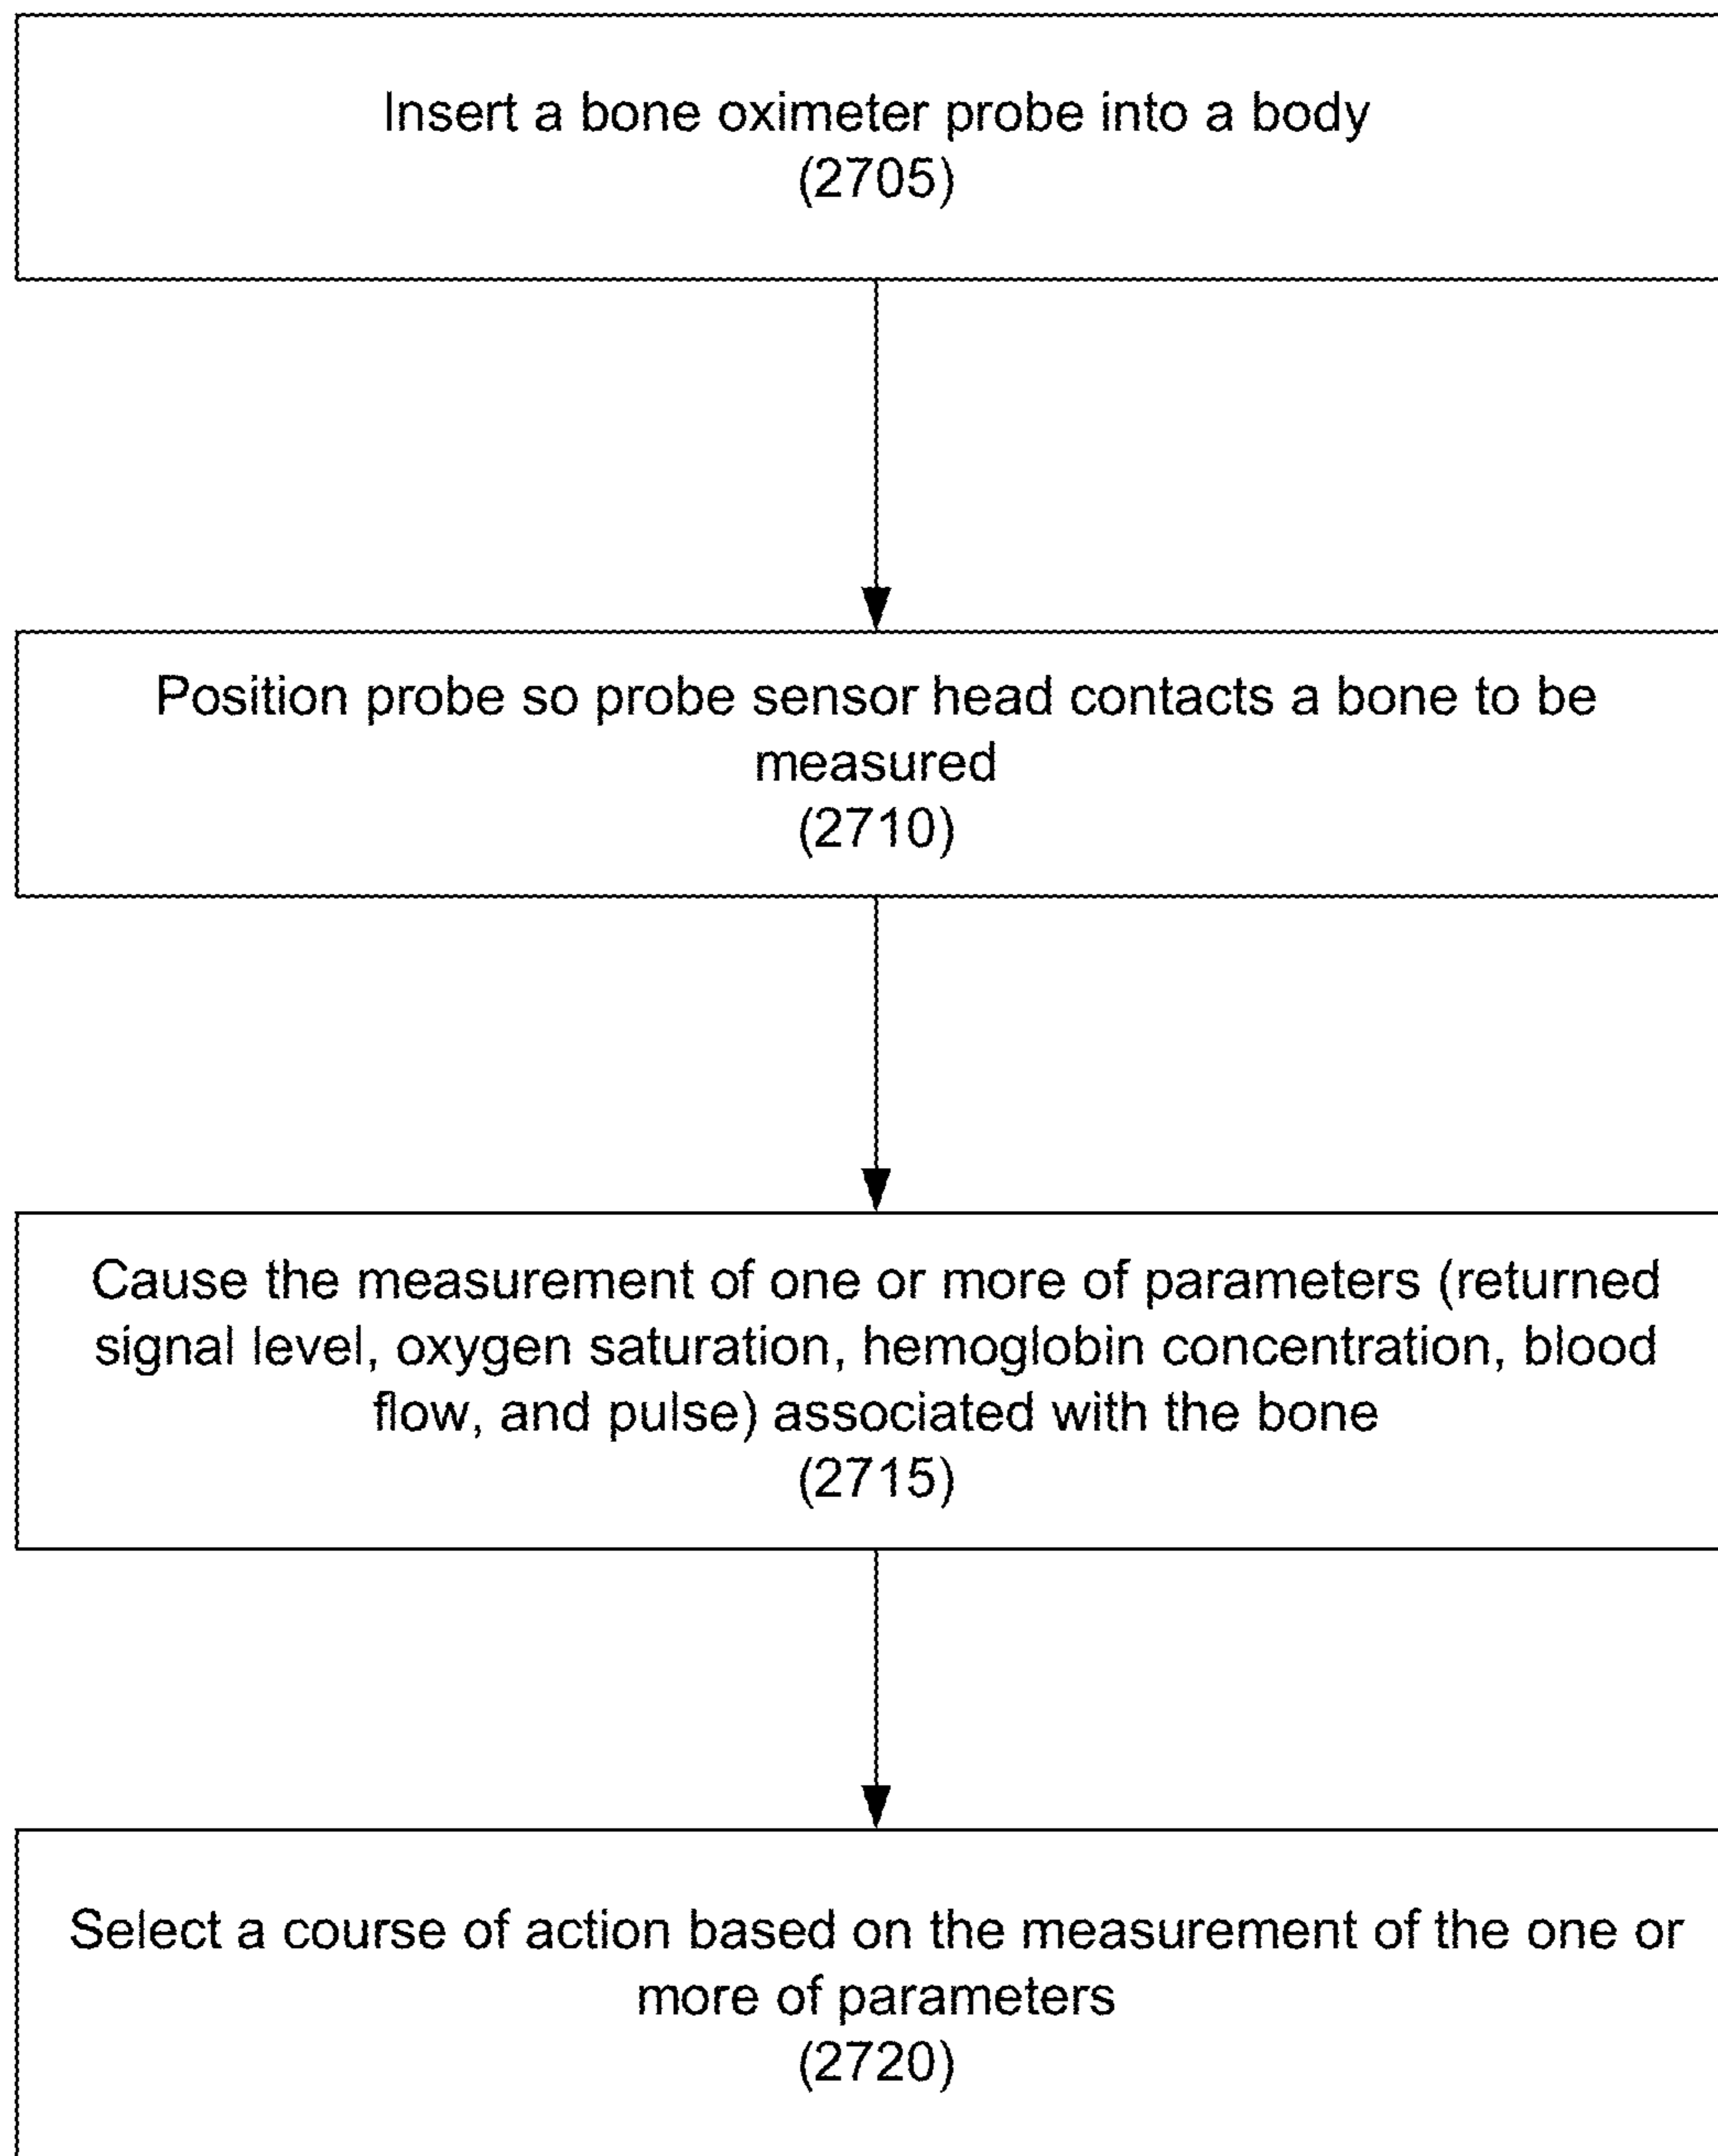 Insert a bone oximeter probe into a body
(2705)
Position probe so probe sensor head contacts a bone to be
measured
(2710)
Cause the measurement of one or more of parameters (returned
signal level, oxygen saturation, hemoglobin concentration, blood
flow, and pulse) associated with the bone
(2715)
Select a course of action based on the measurement of the one or
more of parameters
(2720)